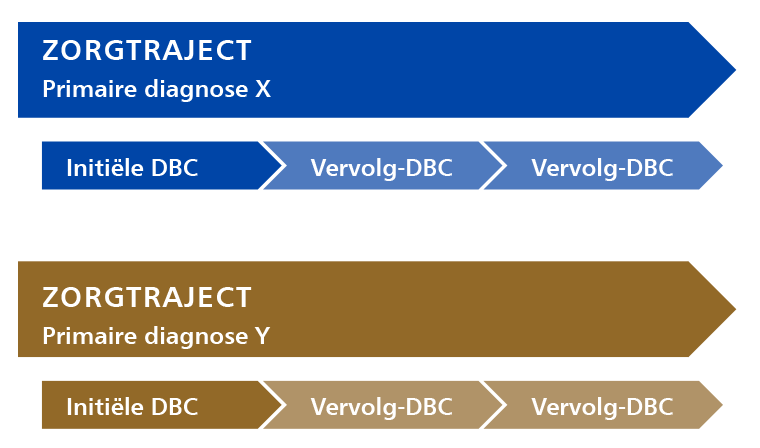 ZORGTRAJECT
Primaire diagnose X
Initiële DBC Vervolg-DBC Vervolg-DBC
ZORGTRAJECT
Primaire diagnose Y
Initiële DBC Vervolg-DBC Vervolg-DBC